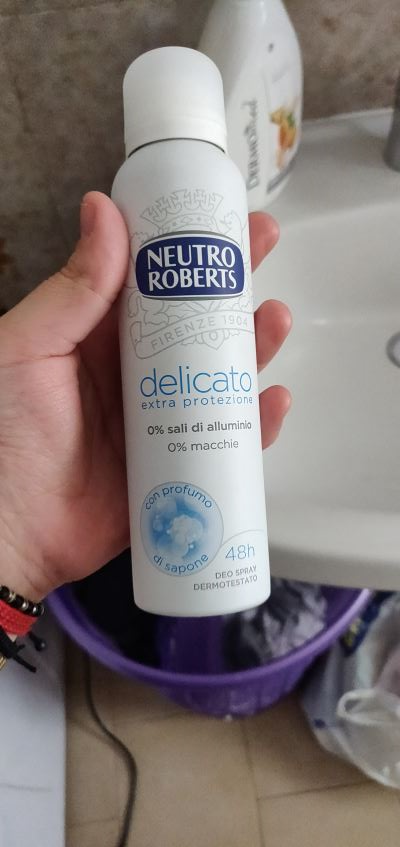 DERMOMed
NEUTRO
ROBERTS
FIRENZE 1904
delicato
extra protezione
0% sali di alluminio
0% macchie
con profumo
di sapone
48h
DEO SPRAY
DERMOTESTATO